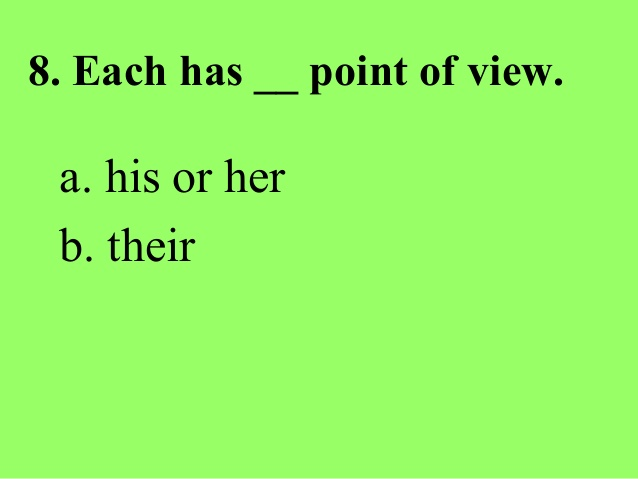 8. Each has __ point of view.
a. his or her
b. their